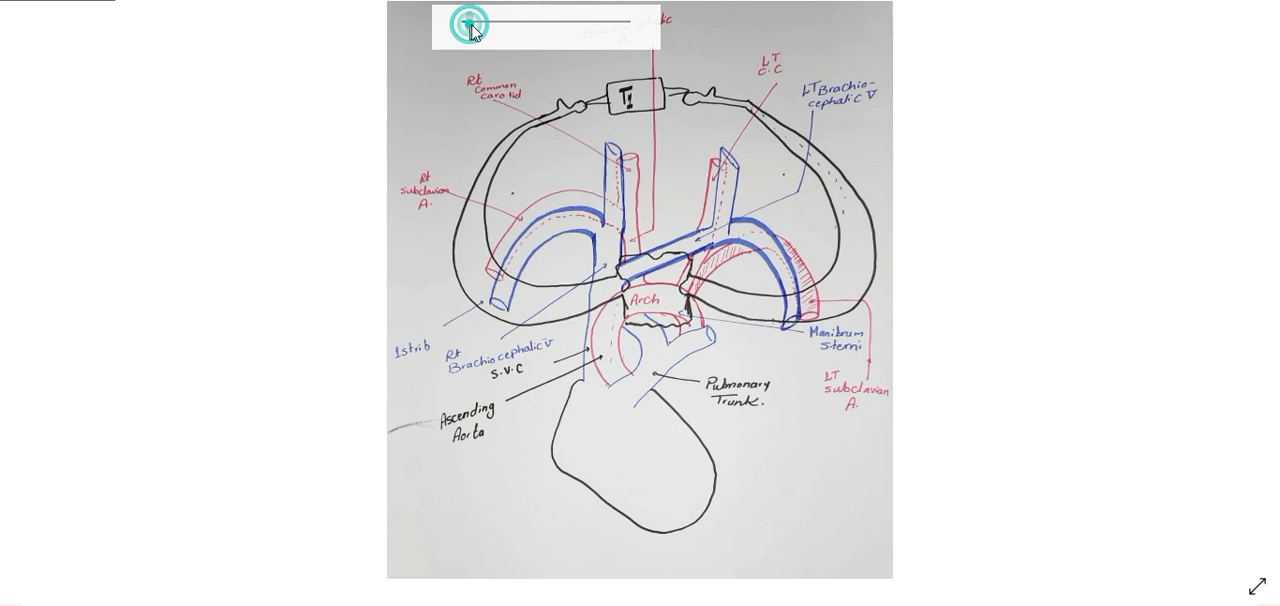 LT
C.C
Rt
Common
carotid
LT Brachio-
cephalic V
T1
Rt
subclavian
A.
Arch
1st rib
Rt
Brachiocephalic V
S.V.C
Manibrum
sterni
LT
subclavian
A.
Pulmonary
Trunk.
Ascending
Aorta